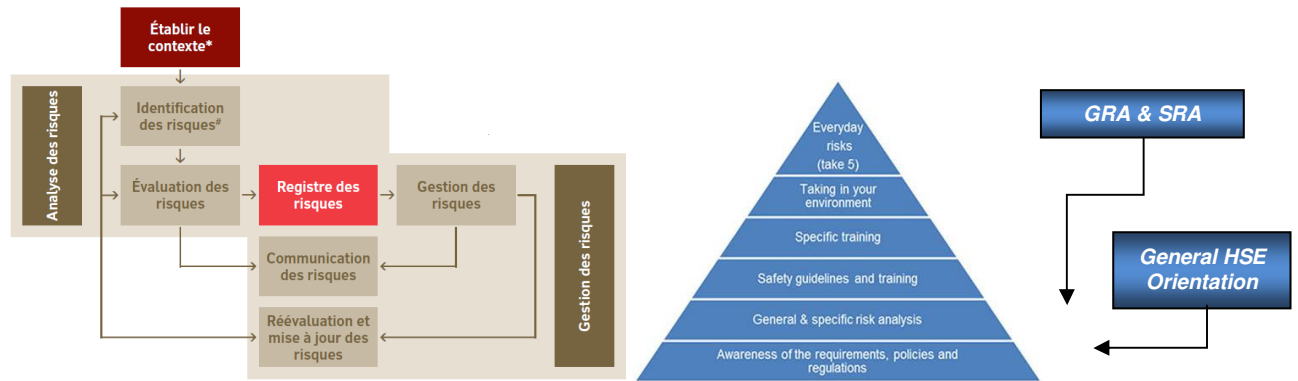 Établir le
contexte*
Analyse des risques
Identification
des risques#
Évaluation des
risques
Registre des
risques
Gestion des
risques
Communication
des risques
Réévaluation et
mise à jour des
risques
Gestion des risques
Everyday
risks
(take 5)
Taking in your
environment
Specific training
Safety guidelines and training
General & specific risk analysis
Awareness of the requirements, policies and
regulations
GRA & SRA
General HSE
Orientation